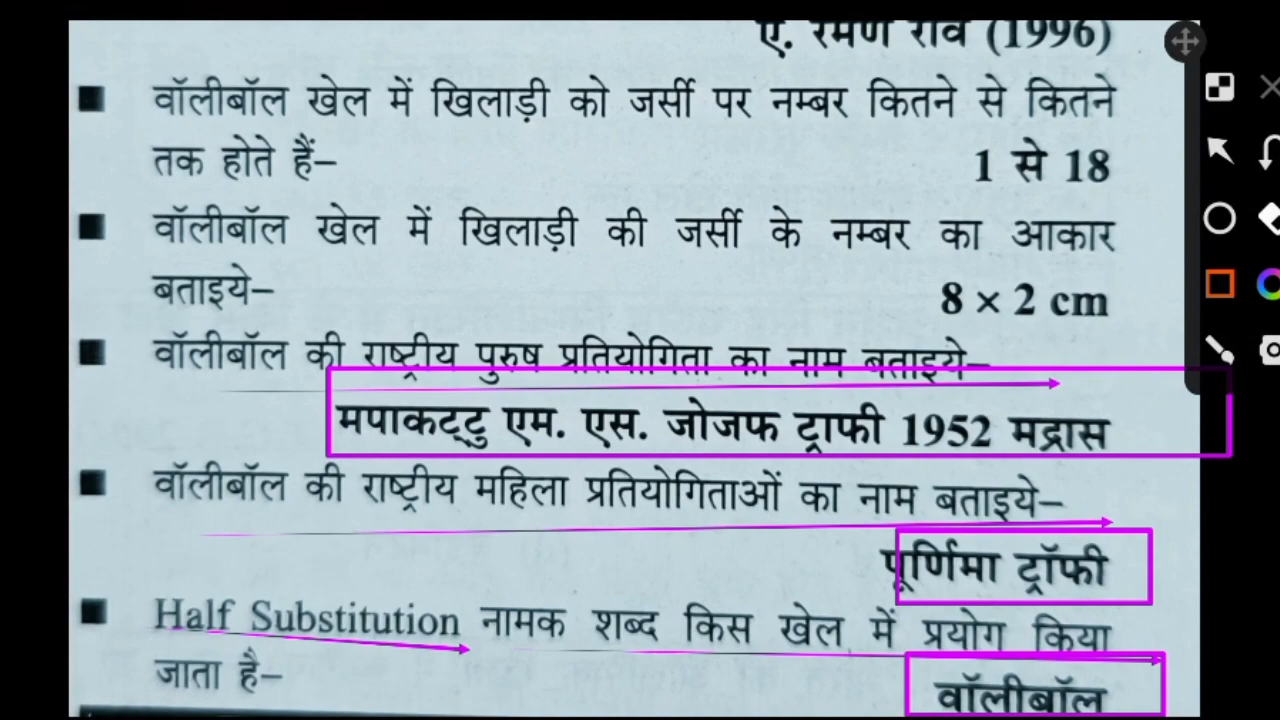 ए. रमण राव (1996)
■ वॉलीबॉल खेल में खिलाड़ी को जर्सी पर नम्बर कितने से कितने
तक होते हैं– 1 से 18
■ वॉलीबॉल खेल में खिलाड़ी की जर्सी के नम्बर का आकार
बताइये– 8 × 2 cm
■ वॉलीबॉल की राष्ट्रीय पुरुष प्रतियोगिता का नाम बताइये–
मपाकट्टु एम. एस. जोजफ ट्राफी 1952 मद्रास
■ वॉलीबॉल की राष्ट्रीय महिला प्रतियोगिताओं का नाम बताइये–
पूर्णिमा ट्रॉफी
■ Half Substitution नामक शब्द किस खेल में प्रयोग किया
जाता है– वॉलीबॉल